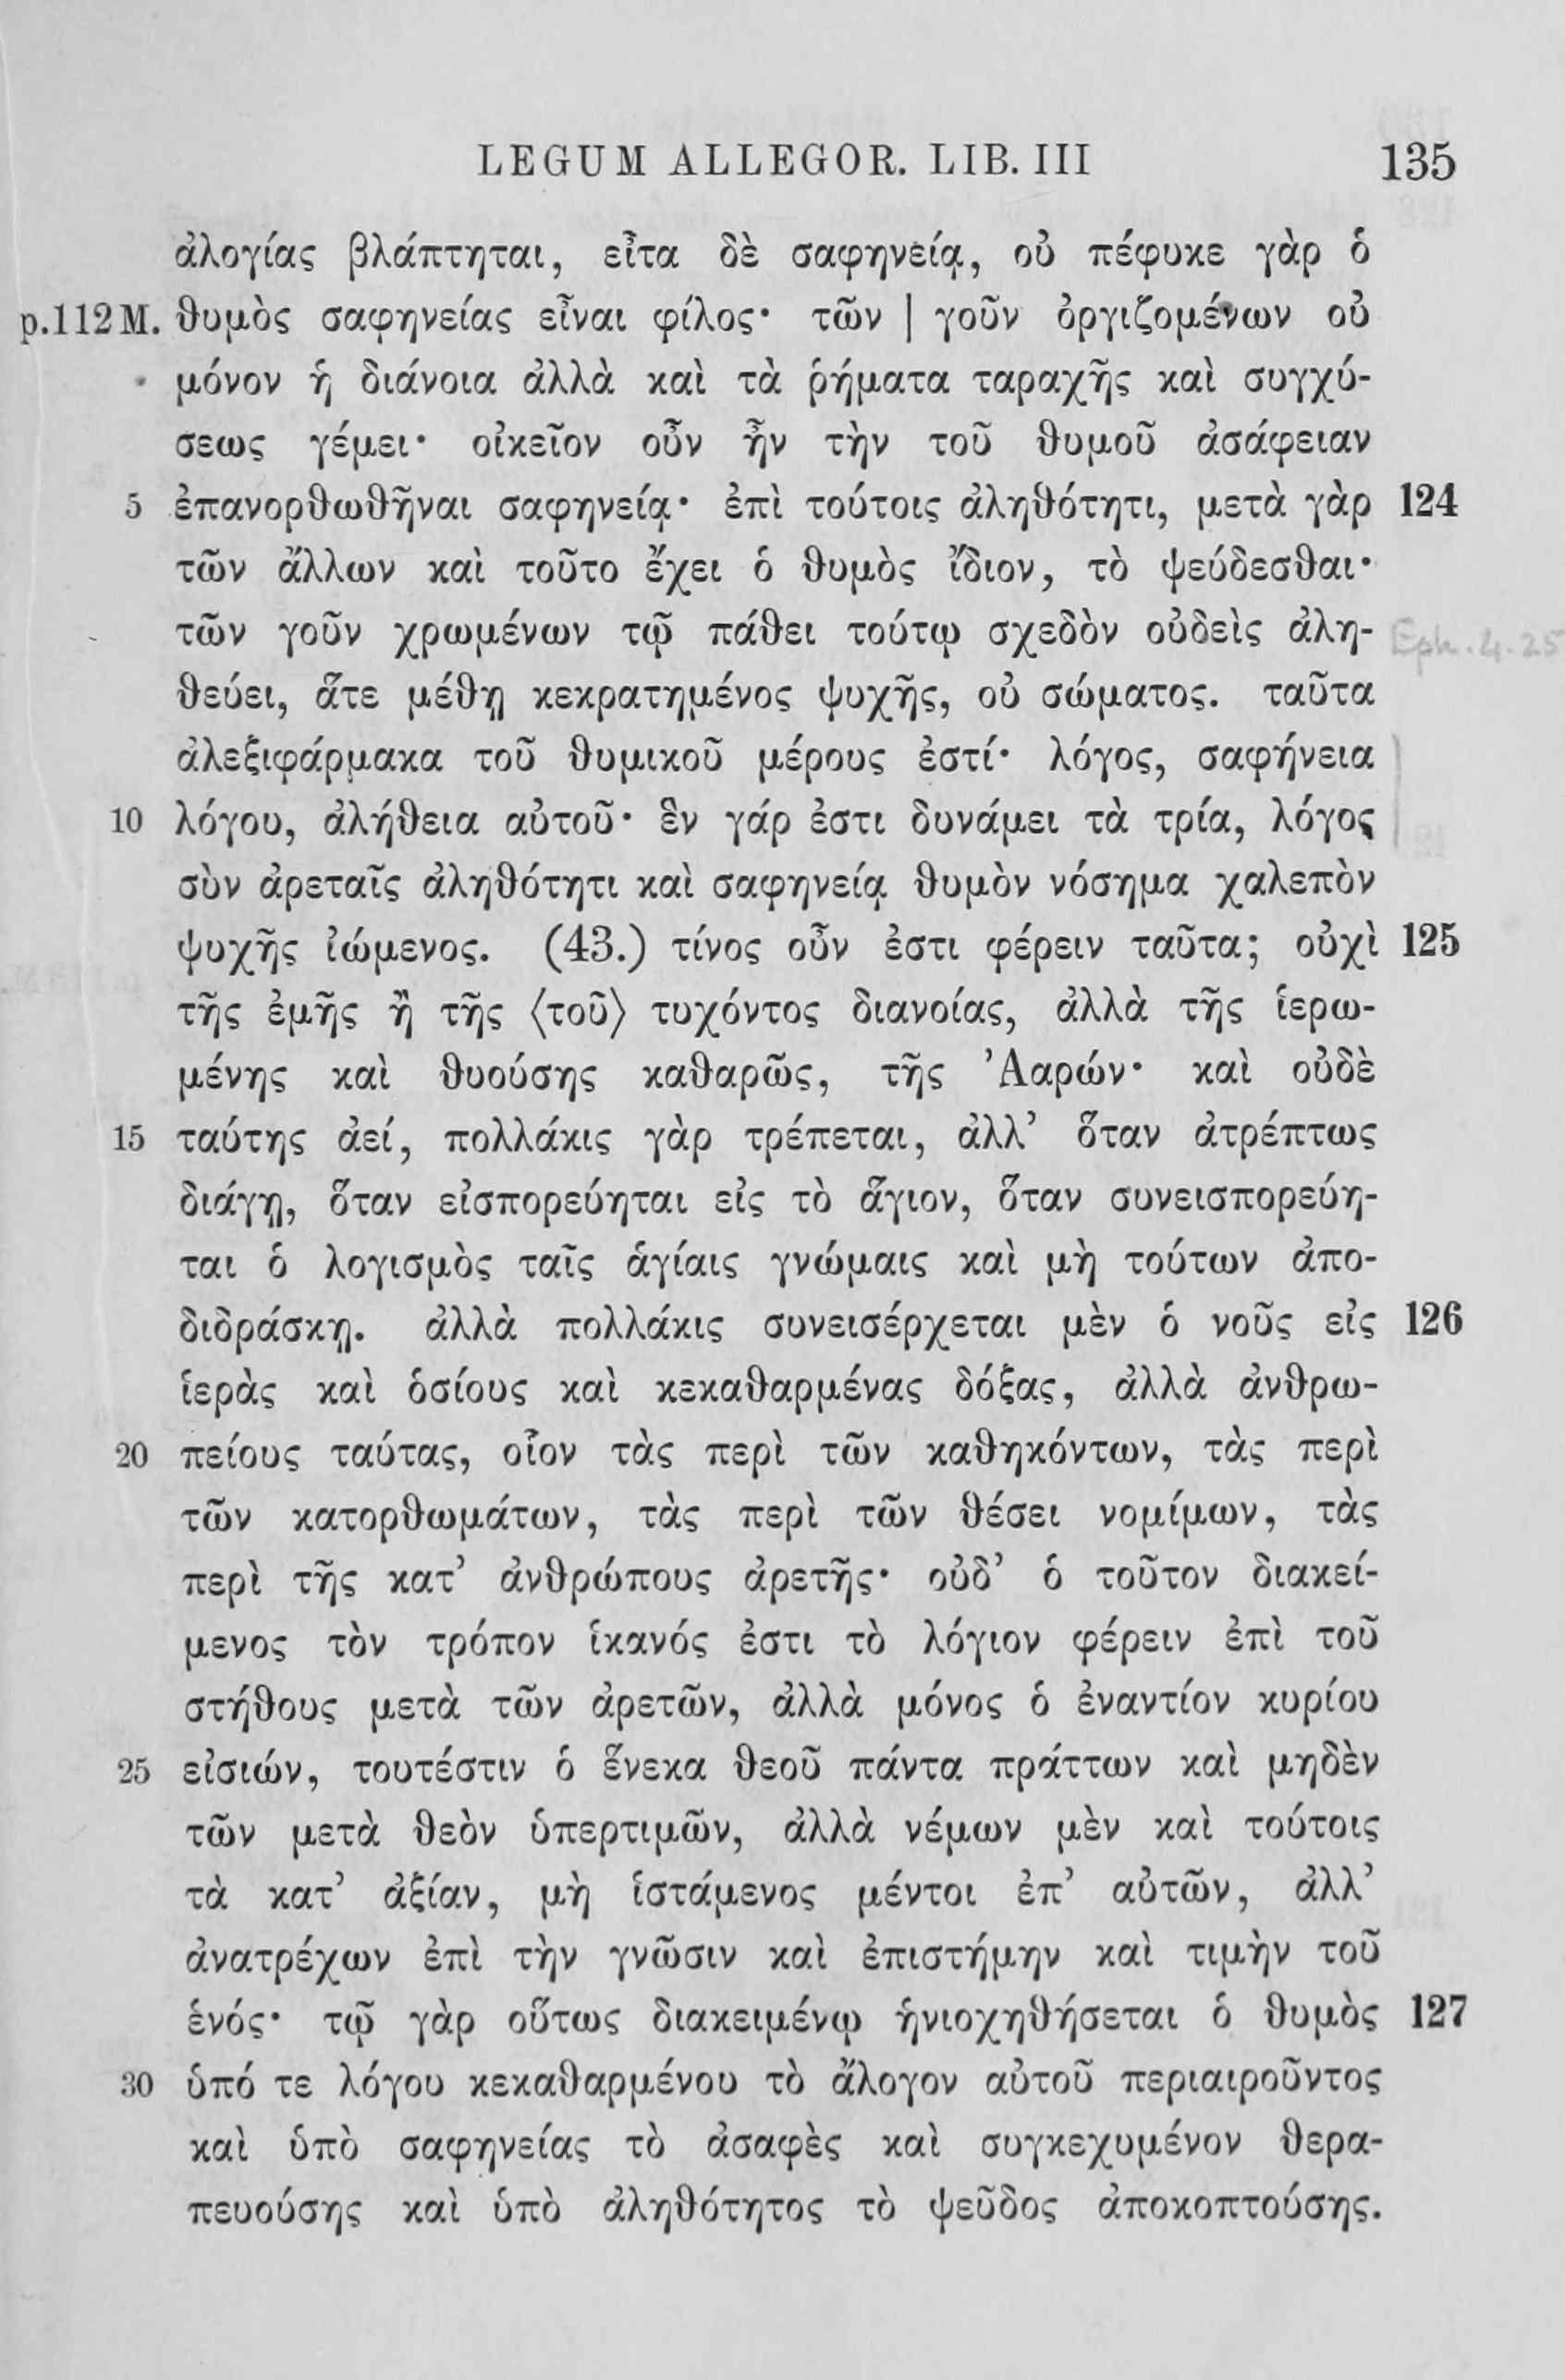 LEGUM ALLEGOR. LIB. III 135
ἀλογίας βλάπτηται, εἶτα δὲ σαφηνείᾳ, οὐ πέφυκε γὰρ ὁ
p.112 M. θυμὸς σαφηνείας εἶναι φίλος· τῶν | γοῦν ὀργιζομένων οὐ
μόνον ἡ διάνοια ἀλλὰ καὶ τὰ ῥήματα ταραχῆς καὶ συγχύ-
σεως γέμει· οἰκεῖον οὖν ἦν τὴν τοῦ θυμοῦ ἀσάφειαν
5 ἐπανορθωθῆναι σαφηνείᾳ· ἐπὶ τούτοις ἀληθότητι, μετὰ γὰρ 124
τῶν ἄλλων καὶ τοῦτο ἔχει ὁ θυμὸς ἴδιον, τὸ ψεύδεσθαι·
τῶν γοῦν χρωμένων τῷ πάθει τούτῳ σχεδὸν οὐδεὶς ἀλη- Eph. 4. 25
θεύει, ἅτε μέθῃ κεκρατημένος ψυχῆς, οὐ σώματος. ταῦτα
ἀλεξιφάρμακα τοῦ θυμικοῦ μέρους ἐστί· λόγος, σαφήνεια
10 λόγου, ἀλήθεια αὐτοῦ· ἓν γάρ ἐστι δυνάμει τὰ τρία, λόγος
σὺν ἀρεταῖς ἀληθότητι καὶ σαφηνείᾳ θυμὸν νόσημα χαλεπὸν
ψυχῆς ἰώμενος. (43.) τίνος οὖν ἐστι φέρειν ταῦτα; οὐχὶ 125
τῆς ἐμῆς ἢ τῆς ⟨τοῦ⟩ τυχόντος διανοίας, ἀλλὰ τῆς ἱερω-
μένης καὶ θυούσης καθαρῶς, τῆς Ἀαρών· καὶ οὐδὲ
15 ταύτης ἀεί, πολλάκις γὰρ τρέπεται, ἀλλ’ ὅταν ἀτρέπτως
διάγῃ, ὅταν εἰσπορεύηται εἰς τὸ ἅγιον, ὅταν συνεισπορεύη-
ται ὁ λογισμὸς ταῖς ἁγίαις γνώμαις καὶ μὴ τούτων ἀπο-
διδράσκῃ. ἀλλὰ πολλάκις συνεισέρχεται μὲν ὁ νοῦς εἰς 126
ἱερὰς καὶ ὁσίους καὶ κεκαθαρμένας δόξας, ἀλλὰ ἀνθρω-
20 πείους ταύτας, οἷον τὰς περὶ τῶν καθηκόντων, τὰς περὶ
τῶν κατορθωμάτων, τὰς περὶ τῶν θέσει νομίμων, τὰς
περὶ τῆς κατ’ ἀνθρώπους ἀρετῆς· οὐδ’ ὁ τοῦτον διακεί-
μενος τὸν τρόπον ἱκανός ἐστι τὸ λόγιον φέρειν ἐπὶ τοῦ
στήθους μετὰ τῶν ἀρετῶν, ἀλλὰ μόνος ὁ ἐναντίον κυρίου
25 εἰσιών, τουτέστιν ὁ ἕνεκα θεοῦ πάντα πράττων καὶ μηδὲν
τῶν μετὰ θεὸν ὑπερτιμῶν, ἀλλὰ νέμων μὲν καὶ τούτοις
τὰ κατ’ ἀξίαν, μὴ ἱστάμενος μέντοι ἐπ’ αὐτῶν, ἀλλ’
ἀνατρέχων ἐπὶ τὴν γνῶσιν καὶ ἐπιστήμην καὶ τιμὴν τοῦ
ἑνός· τῷ γὰρ οὕτως διακειμένῳ ἡνιοχηθήσεται ὁ θυμὸς 127
30 ὑπό τε λόγου κεκαθαρμένου τὸ ἄλογον αὐτοῦ περιαιροῦντος
καὶ ὑπὸ σαφηνείας τὸ ἀσαφὲς καὶ συγκεχυμένον θερα-
πευούσης καὶ ὑπὸ ἀληθότητος τὸ ψεῦδος ἀποκοπτούσης.